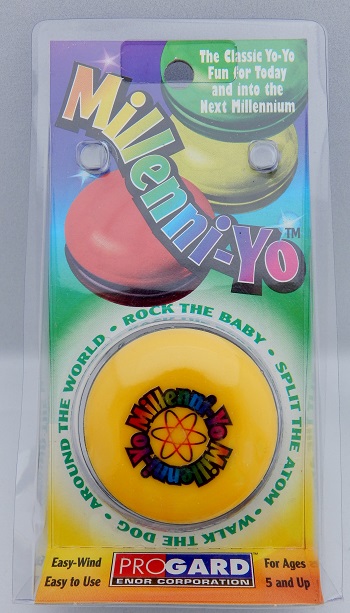 The Classic Yo-Yo
Fun for Today
and into the
Next Millennium
Millenni-Yo™
AROUND THE WORLD • ROCK THE BABY • SPLIT THE ATOM • WALK THE DOG •
Millenni-Yo Millenni-Yo
Easy-Wind
Easy to Use
PROGARD™
ENOR CORPORATION
For Ages
5 and Up